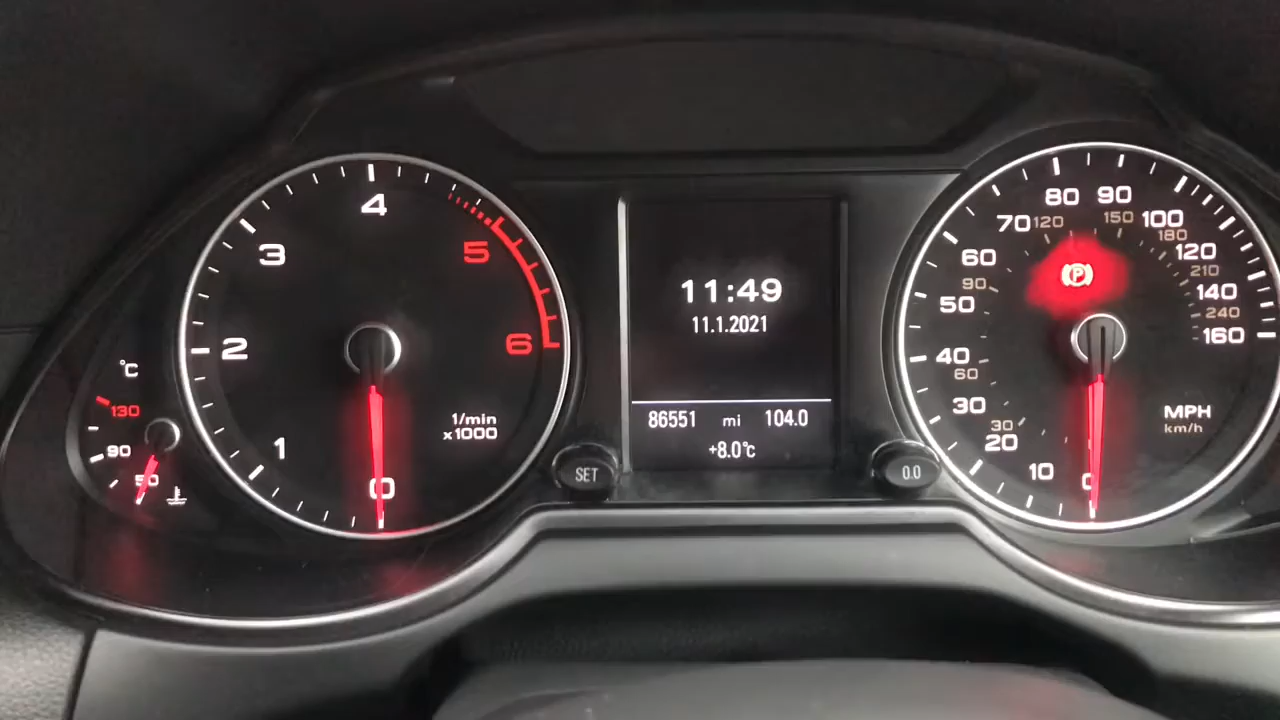 °C
130
90
50
4
3
5
2
6
1
0
1/min
x1000
11:49
11.1.2021
86551 mi 104.0
+8.0°C
SET
0.0
80 90
70 120 150 100
60 180 120
90 210
50 140
240
40 160
60
30
30
20
10
0
(P)
MPH
km/h